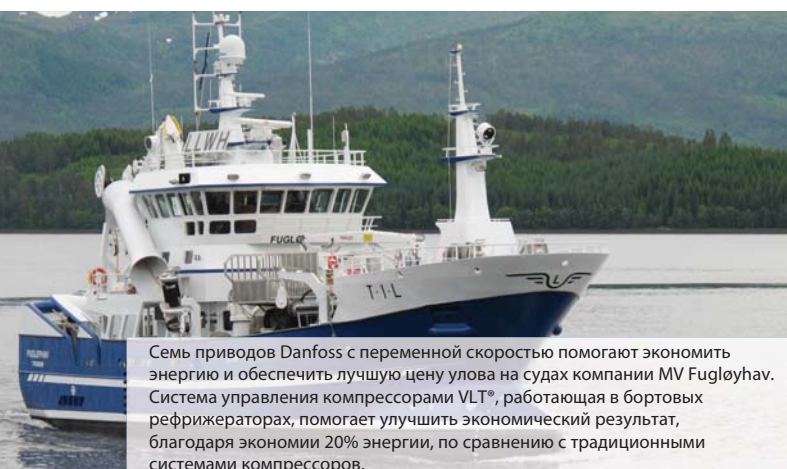 LLWH
FUGLØ
T-1-L
L
FUGLØYHAV
Семь приводов Danfoss с переменной скоростью помогают экономить
энергию и обеспечить лучшую цену улова на судах компании MV Fugløyhav.
Система управления компрессорами VLT®, работающая в бортовых
рефрижераторах, помогает улучшить экономический результат,
благодаря экономии 20% энергии, по сравнению с традиционными
системами компрессоров.